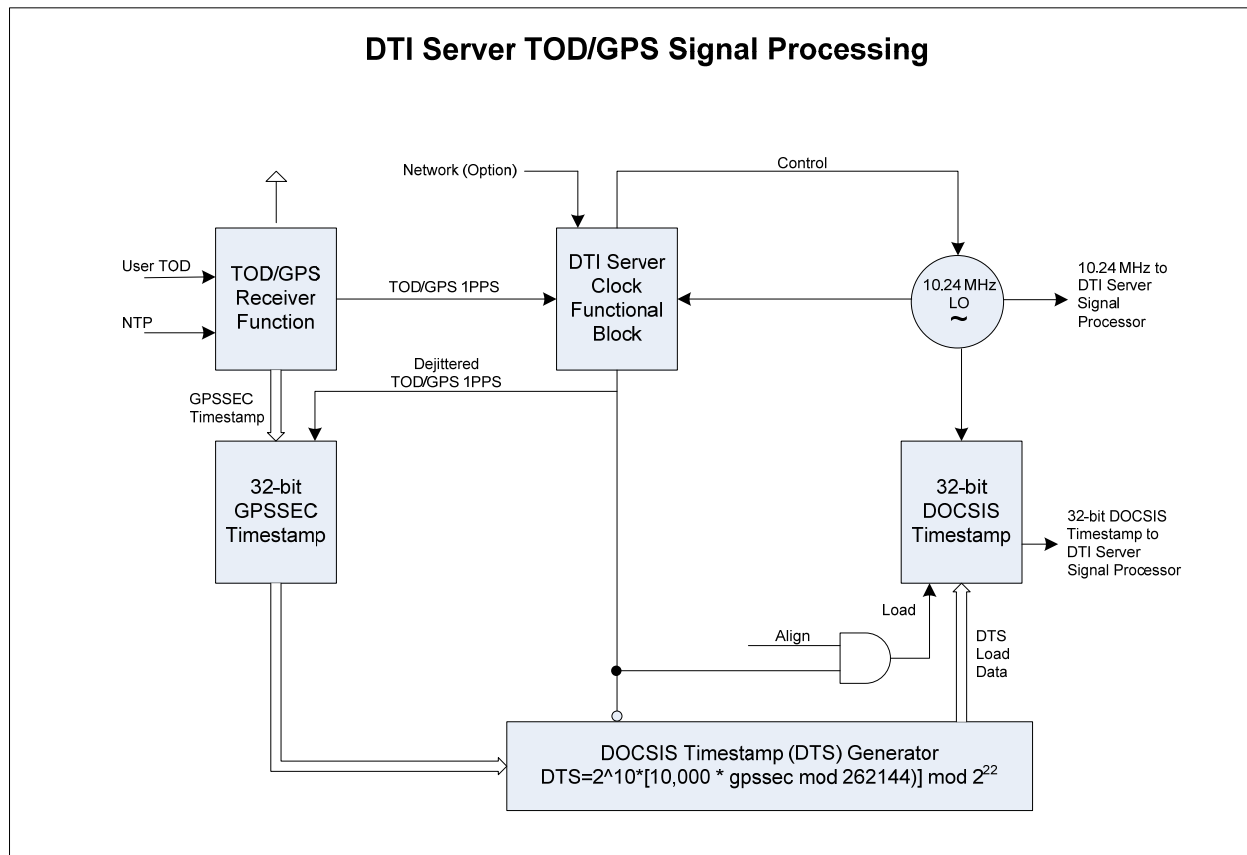 DTI Server TOD/GPS Signal Processing
Network (Option)
Control
User TOD
NTP
TOD/GPS
Receiver
Function
TOD/GPS 1PPS
DTI Server
Clock
Functional
Block
10.24 MHz
LO
~
10.24 MHz to
DTI Server
Signal
Processor
Dejittered
TOD/GPS 1PPS
GPSSEC
Timestamp
32-bit
GPSSEC
Timestamp
32-bit
DOCSIS
Timestamp
32-bit DOCSIS
Timestamp to
DTI Server
Signal Processor
Load
Align
DTS
Load
Data
DOCSIS Timestamp (DTS) Generator
DTS=2^10*[10,000 * gpssec mod 262144)] mod 2²²